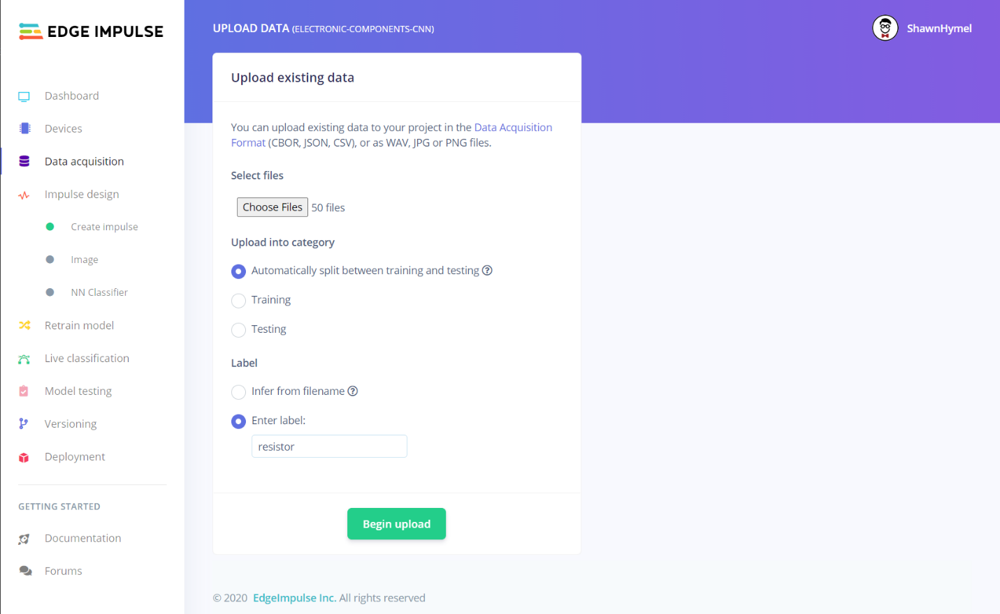 EDGE IMPULSE
Dashboard
Devices
Data acquisition
Impulse design
Create impulse
Image
NN Classifier
Retrain model
Live classification
Model testing
Versioning
Deployment
GETTING STARTED
Documentation
Forums
UPLOAD DATA (ELECTRONIC-COMPONENTS-CNN)
ShawnHymel
Upload existing data
You can upload existing data to your project in the Data Acquisition
Format (CBOR, JSON, CSV), or as WAV, JPG or PNG files.
Select files
Choose Files 50 files
Upload into category
Automatically split between training and testing ?
Training
Testing
Label
Infer from filename ?
Enter label:
resistor
Begin upload
© 2020 EdgeImpulse Inc. All rights reserved